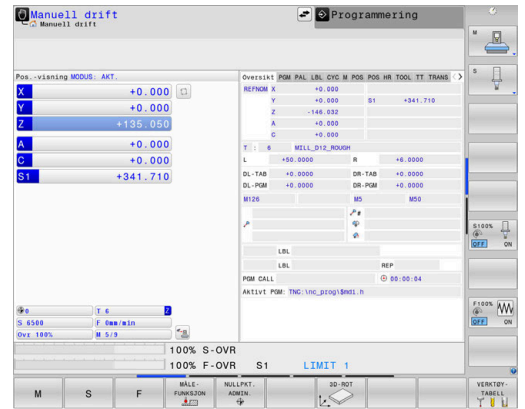 Manuell drift
Manuell drift
Programmering
Pos.-visning MODUS: AKT.
X +0.000
Y +0.000
Z +135.050
A +0.000
C +0.000
S1 +341.710
0 T 6 Z
S 6500 F 0mm/min
Ovr 100% M 5/9
Oversikt PGM PAL LBL CYC M POS POS HR TOOL TT TRANS
REFNOM X +0.000
Y +0.000 S1 +341.710
Z -146.032
A +0.000
C +0.000
T : 6 MILL_D12_ROUGH
L +50.0000 R +6.0000
DL-TAB +0.0000 DR-TAB +0.0000
DL-PGM +0.0000 DR-PGM +0.0000
M126 M5 M50
#
LBL
LBL REP
PGM CALL 00:00:04
Aktivt PGM: TNC:\nc_prog\$mdi.h
100% S-OVR
100% F-OVR S1 LIMIT 1
M
S
F
MÅLE-
FUNKSJON
NULLPKT.
ADMIN.
3D-ROT
VERKTØY-
TABELL
M
S
S100%
OFF ON
F100%
OFF ON